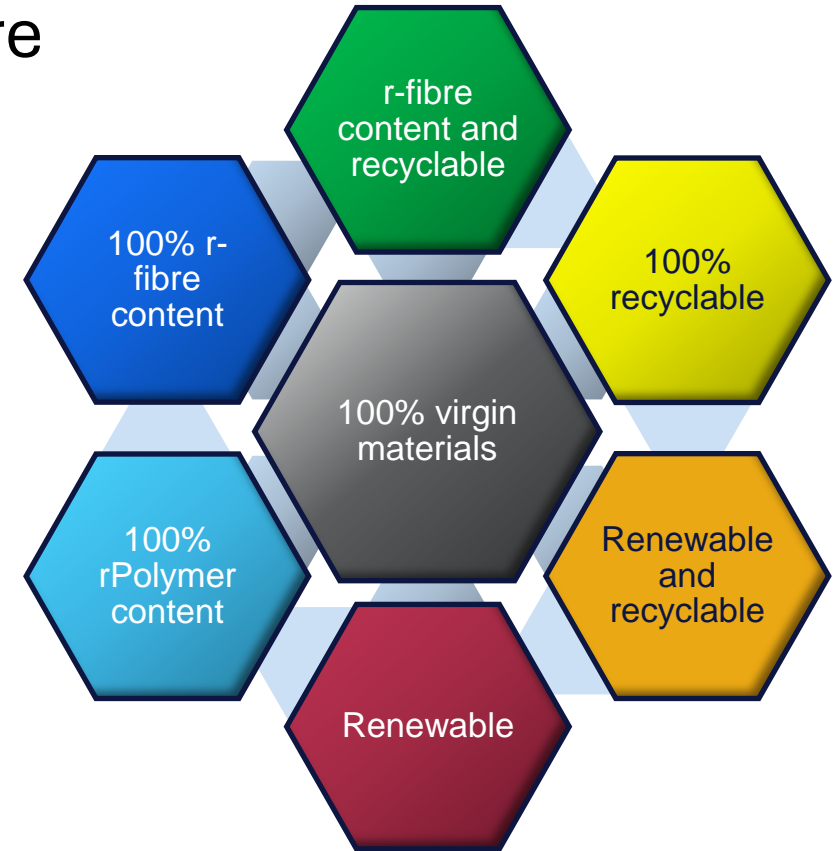 re
r-fibre
content and
recyclable
100% r-
fibre
content
100%
recyclable
100% virgin
materials
100%
rPolymer
content
Renewable
and
recyclable
Renewable